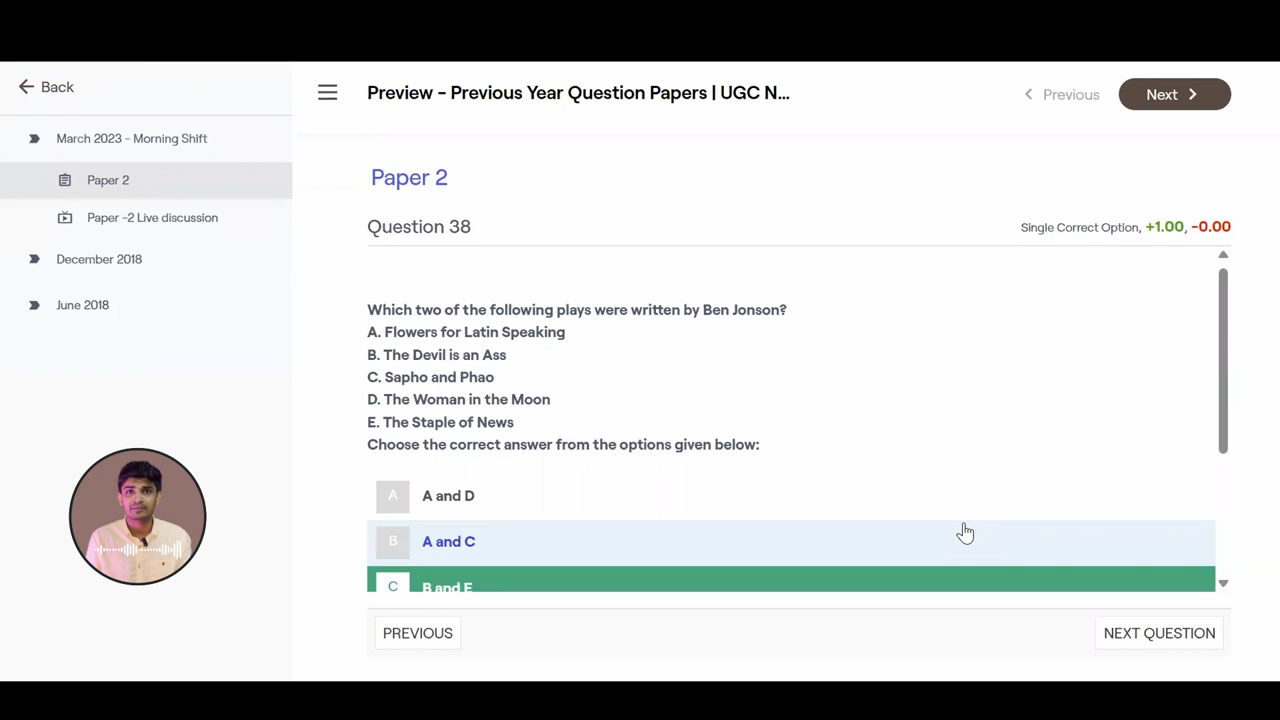 Back
Preview - Previous Year Question Papers | UGC N...
Previous
Next
March 2023 - Morning Shift
Paper 2
Paper -2 Live discussion
December 2018
June 2018
Paper 2
Question 38
Single Correct Option, +1.00, -0.00
Which two of the following plays were written by Ben Jonson?
A. Flowers for Latin Speaking
B. The Devil is an Ass
C. Sapho and Phao
D. The Woman in the Moon
E. The Staple of News
Choose the correct answer from the options given below:
A A and D
B A and C
C B and E
PREVIOUS
NEXT QUESTION